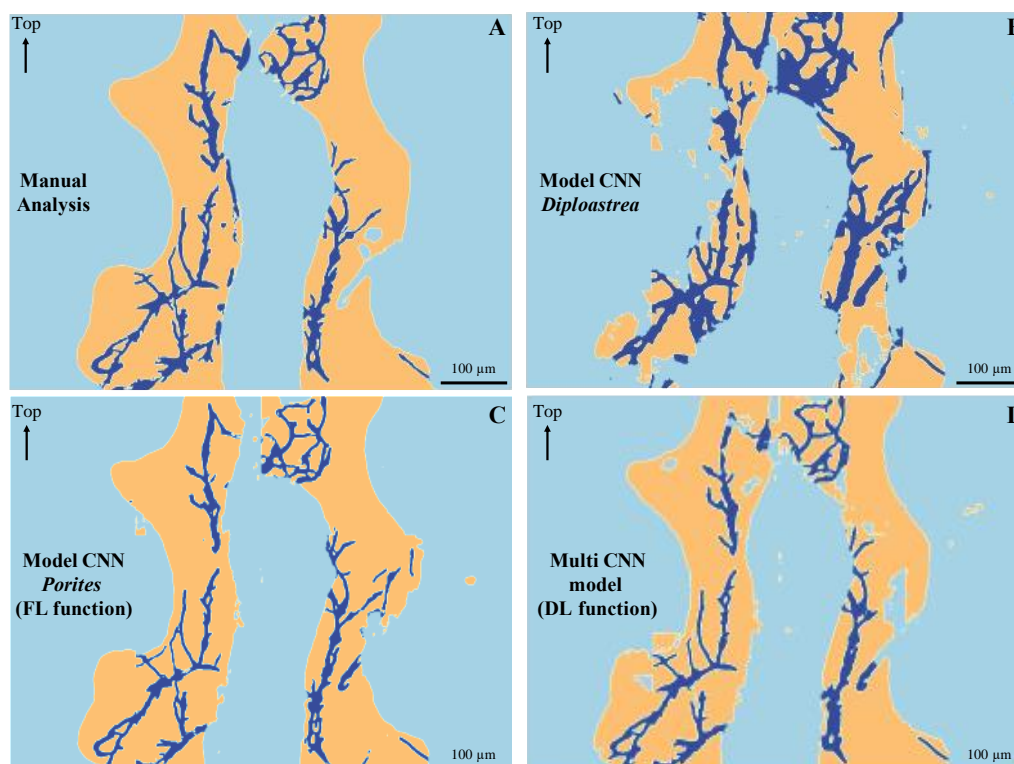 Top
A
Manual
Analysis
100 µm
Top
Model CNN
Diploastrea
100 µm
Top
C
Model CNN
Porites
(FL function)
100 µm
Top
Multi CNN
model
(DL function)
100 µm